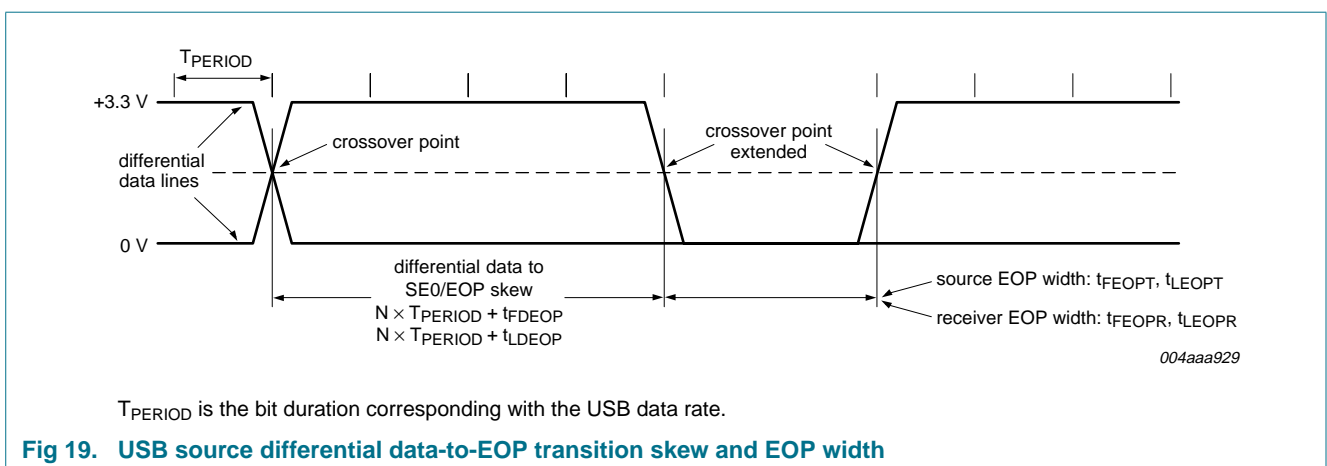 TPERIOD
+3.3 V
crossover point
crossover point
extended
differential
data lines
0 V
differential data to
SE0/EOP skew
N × TPERIOD + tFDEOP
N × TPERIOD + tLDEOP
source EOP width: tFEOPT, tLEOPT
receiver EOP width: tFEOPR, tLEOPR
004aaa929
TPERIOD is the bit duration corresponding with the USB data rate.
Fig 19. USB source differential data-to-EOP transition skew and EOP width